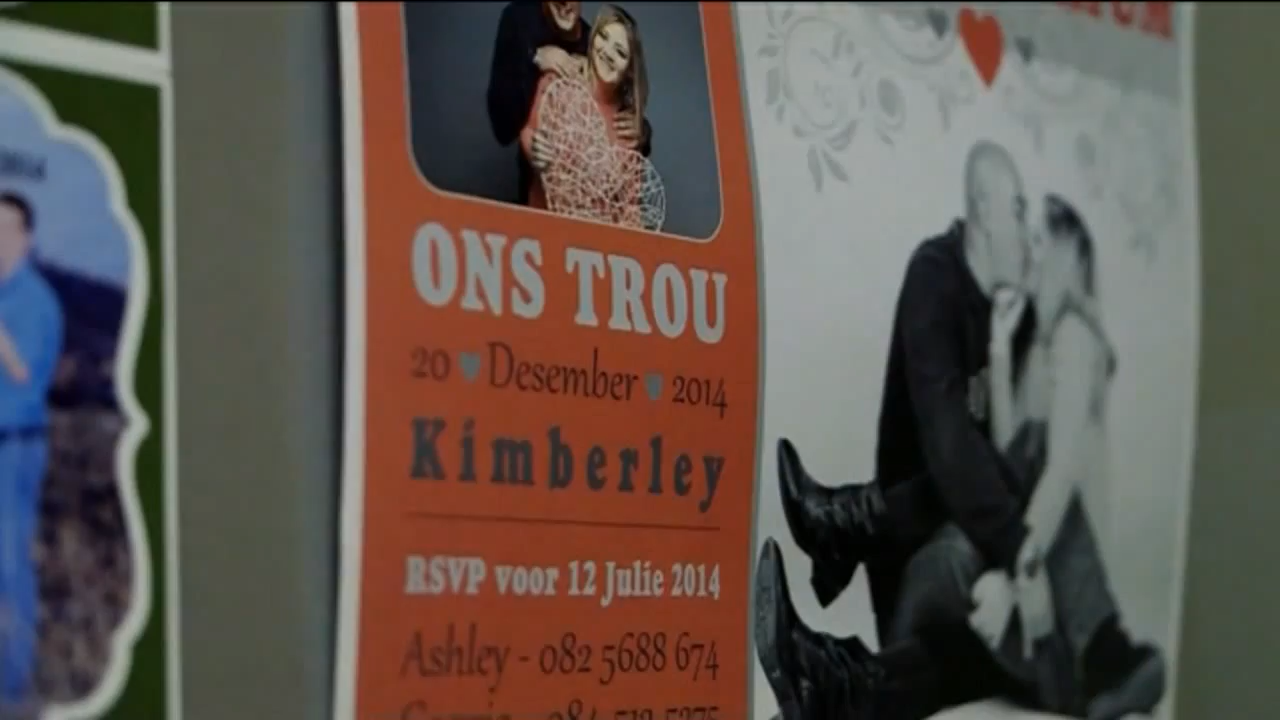 ONS TROU
20 Desember 2014
Kimberley
RSVP voor 12 Julie 2014
Ashley - 082 5688 674